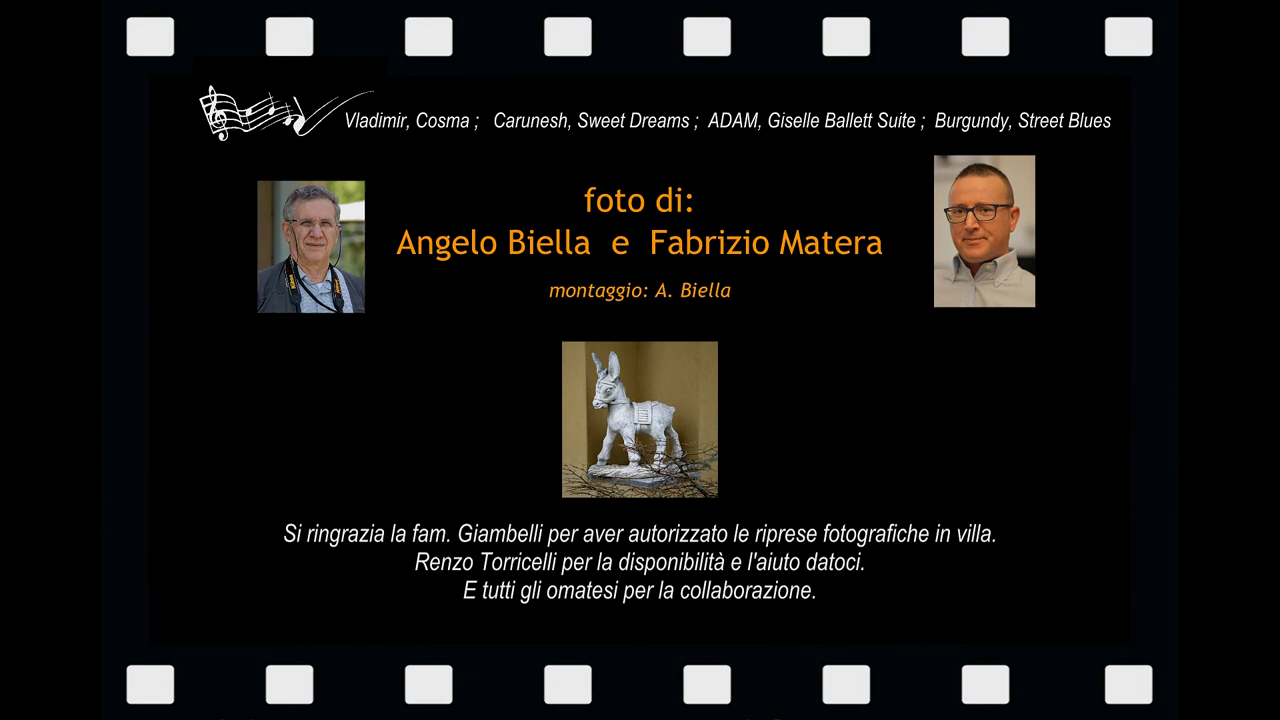 Vladimir, Cosma ; Carunesh, Sweet Dreams ; ADAM, Giselle Ballett Suite ; Burgundy, Street Blues
foto di:
Angelo Biella e Fabrizio Matera
montaggio: A. Biella
Si ringrazia la fam. Giambelli per aver autorizzato le riprese fotografiche in villa.
Renzo Torricelli per la disponibilità e l'aiuto datoci.
E tutti gli omatesi per la collaborazione.